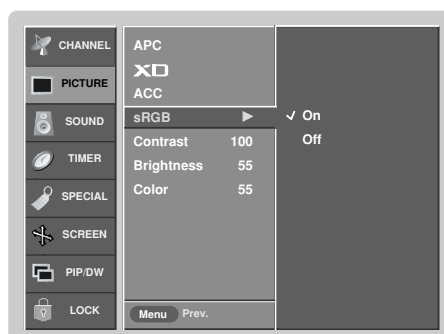 CHANNEL
PICTURE
SOUND
TIMER
SPECIAL
SCREEN
PIP/DW
LOCK
APC
XD
ACC
sRGB
Contrast 100
Brightness 55
Color 55
Menu Prev.
✓ On
Off